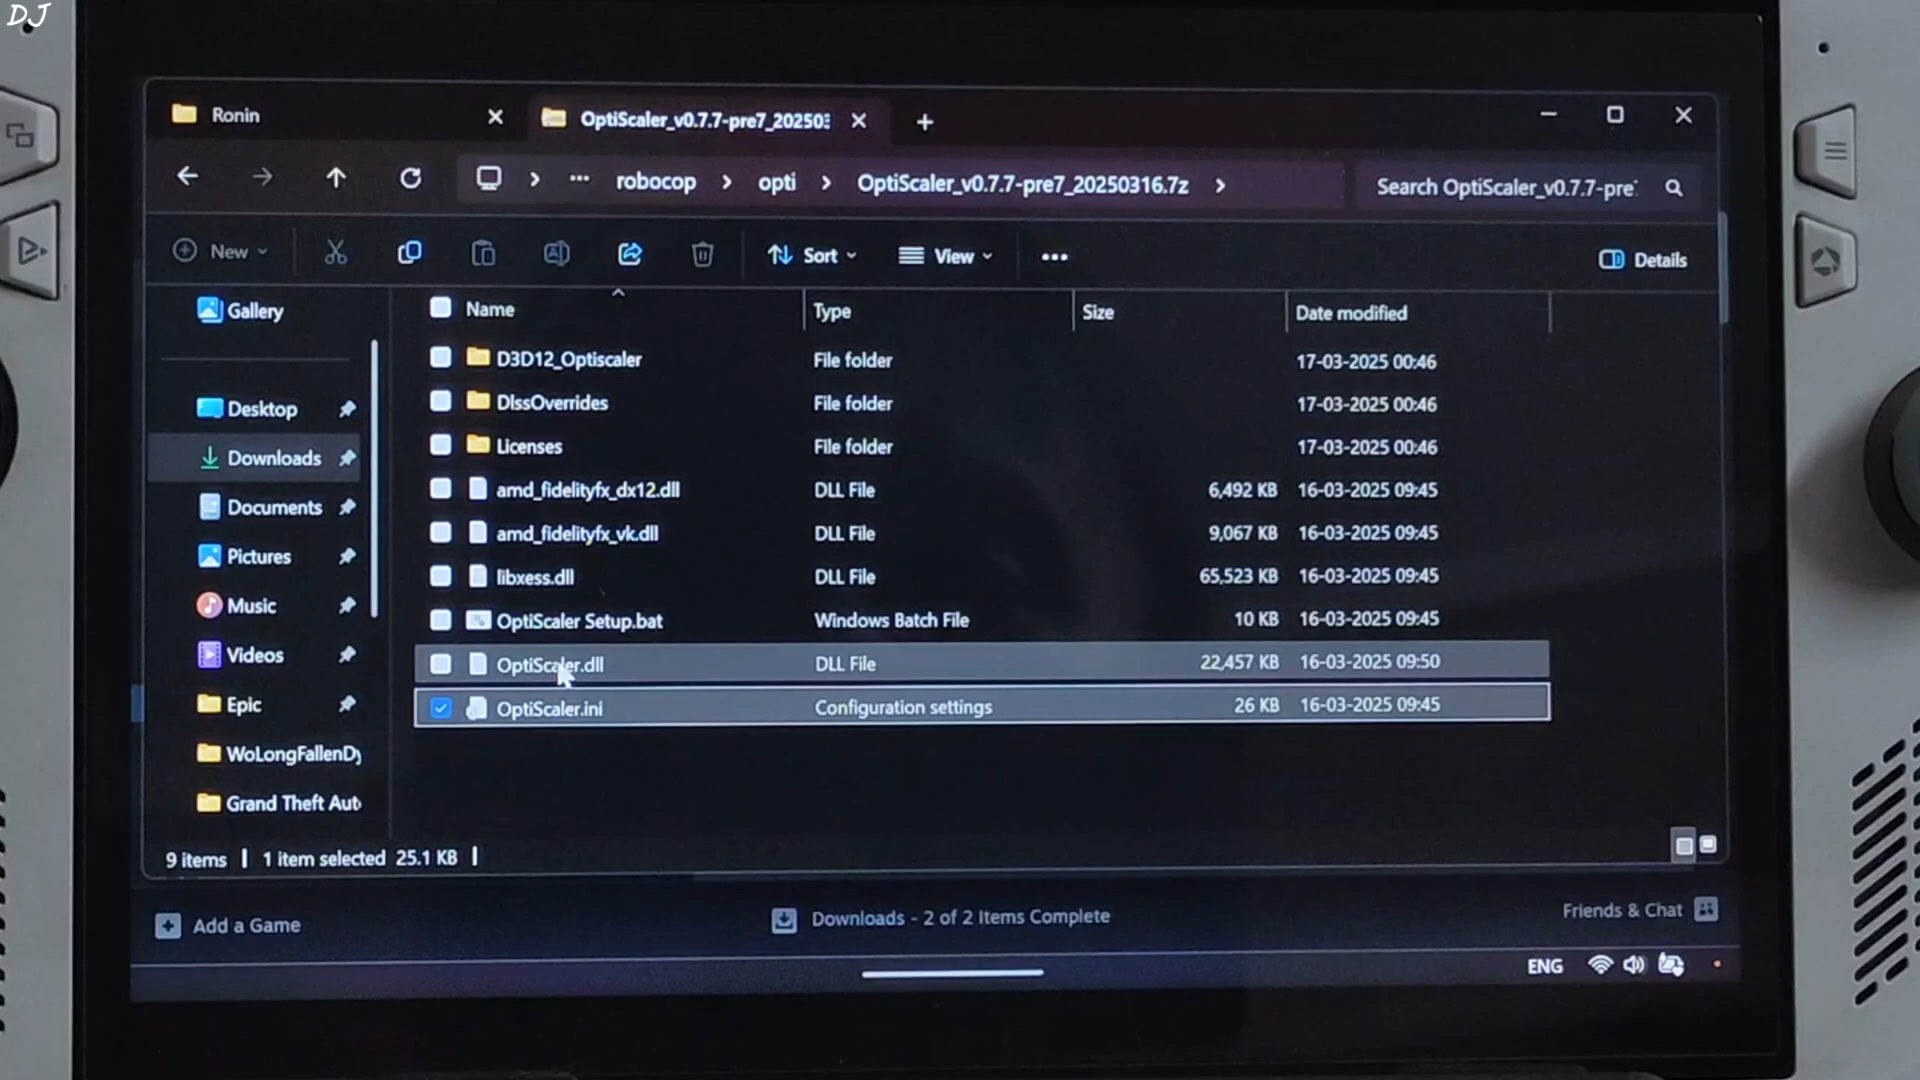 DJ
Ronin
OptiScaler_v0.7.7-pre7_20250
robocop > opti > OptiScaler_v0.7.7-pre7_20250316.7z >
Search OptiScaler_v0.7.7-pre
New
Sort
View
Details
Gallery
Desktop
Downloads
Documents
Pictures
Music
Videos
Epic
WoLongFallenDy
Grand Theft Aut
Name Type Size Date modified
D3D12_Optiscaler File folder 17-03-2025 00:46
DlssOverrides File folder 17-03-2025 00:46
Licenses File folder 17-03-2025 00:46
amd_fidelityfx_dx12.dll DLL File 6,492 KB 16-03-2025 09:45
amd_fidelityfx_vk.dll DLL File 9,067 KB 16-03-2025 09:45
libxess.dll DLL File 65,523 KB 16-03-2025 09:45
OptiScaler Setup.bat Windows Batch File 10 KB 16-03-2025 09:45
OptiScaler.dll DLL File 22,457 KB 16-03-2025 09:50
OptiScaler.ini Configuration settings 26 KB 16-03-2025 09:45
9 items | 1 item selected 25.1 KB |
Add a Game
Downloads - 2 of 2 Items Complete
Friends & Chat
ENG